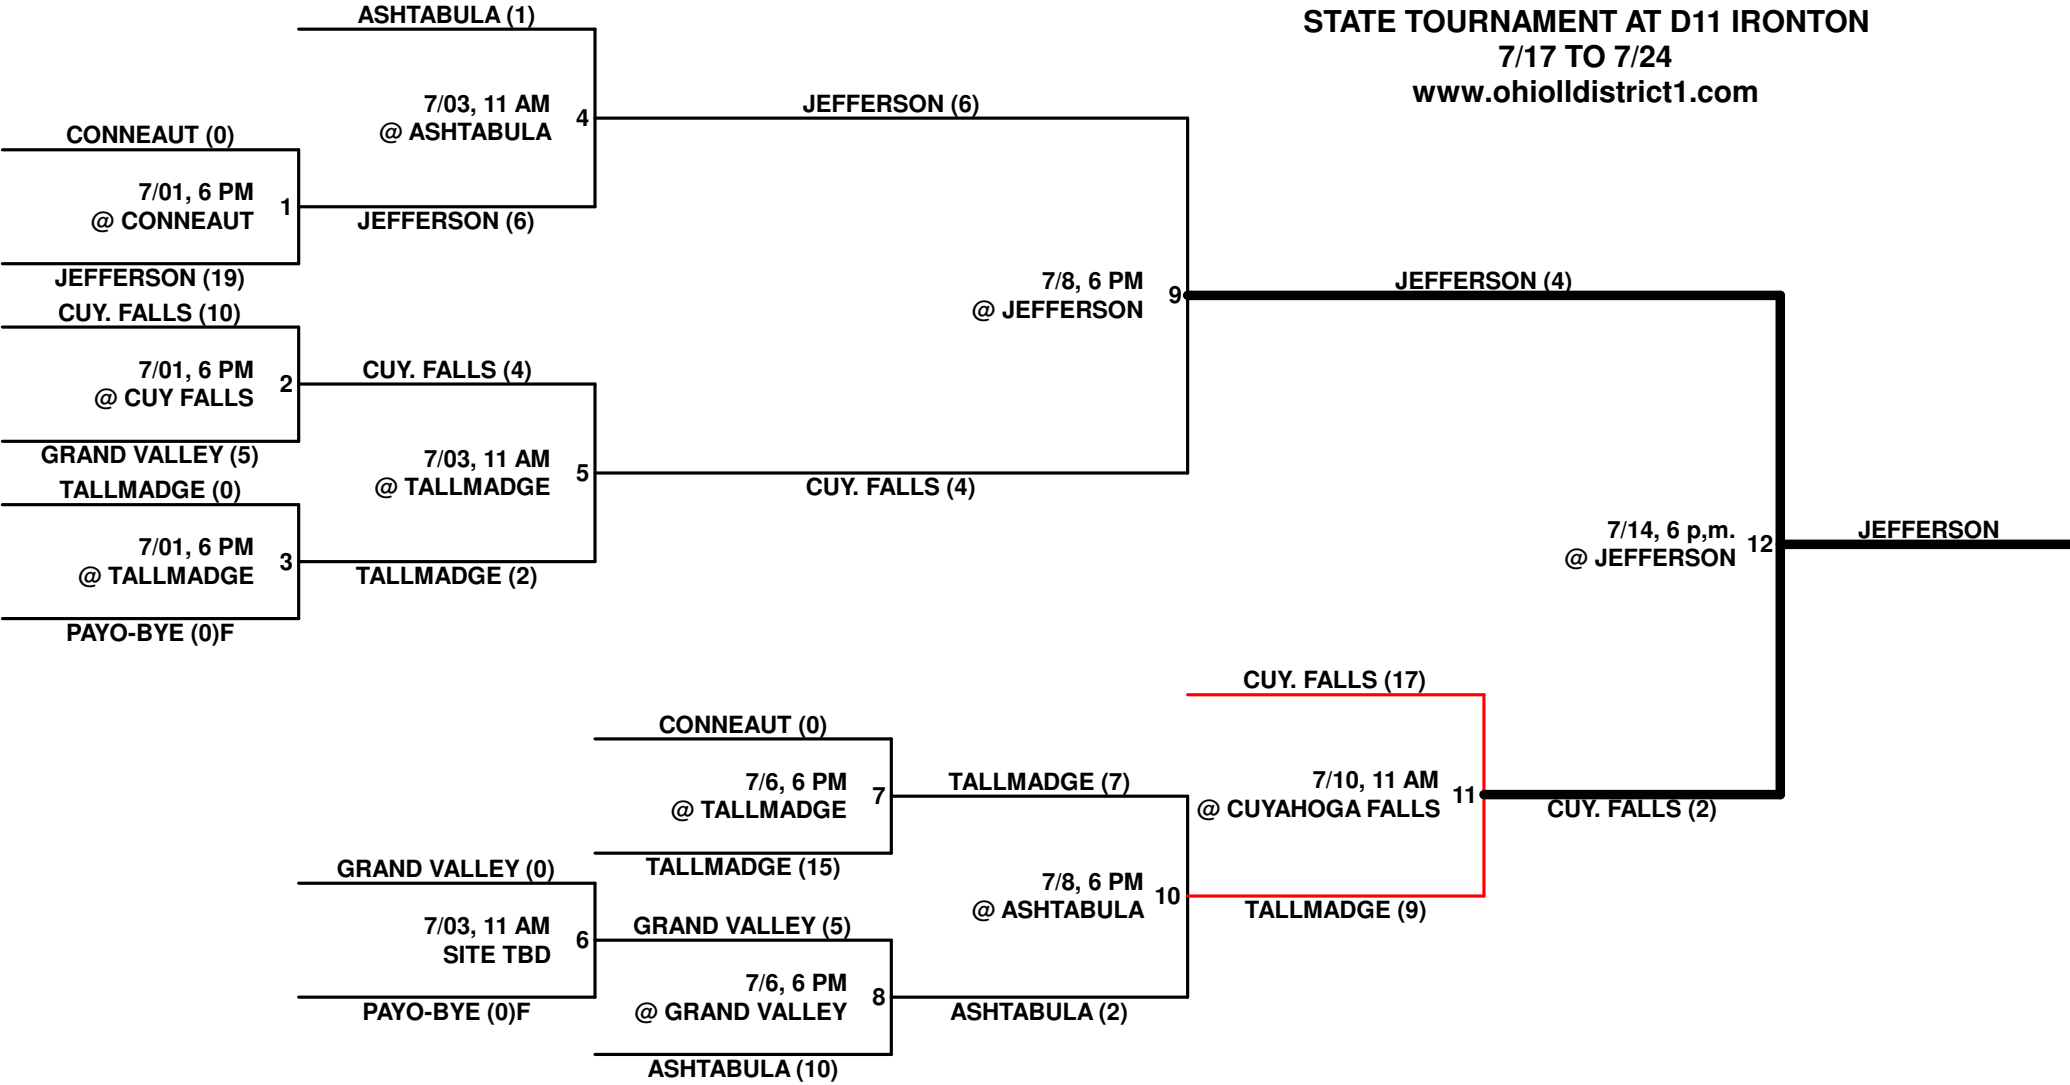 ASHTABULA (1)
STATE TOURNAMENT AT D11 IRONTON
7/17 TO 7/24
www.ohiolldistrict1.com
7/03, 11 AM
@ ASHTABULA
4
JEFFERSON (6)
CONNEAUT (0)
7/01, 6 PM
@ CONNEAUT
1
JEFFERSON (6)
JEFFERSON (19)
CUY. FALLS (10)
7/8, 6 PM
@ JEFFERSON
9
JEFFERSON (4)
7/01, 6 PM
@ CUY FALLS
2
CUY. FALLS (4)
GRAND VALLEY (5)
TALLMADGE (0)
7/03, 11 AM
@ TALLMADGE
5
CUY. FALLS (4)
7/01, 6 PM
@ TALLMADGE
3
TALLMADGE (2)
PAYO-BYE (0)F
7/14, 6 p,m.
@ JEFFERSON
12
JEFFERSON
CUY. FALLS (17)
CONNEAUT (0)
7/6, 6 PM
@ TALLMADGE
7
TALLMADGE (7)
7/10, 11 AM
@ CUYAHOGA FALLS
11
CUY. FALLS (2)
TALLMADGE (15)
GRAND VALLEY (0)
7/8, 6 PM
@ ASHTABULA
10
TALLMADGE (9)
7/03, 11 AM
SITE TBD
6
GRAND VALLEY (5)
7/6, 6 PM
@ GRAND VALLEY
8
PAYO-BYE (0)F
ASHTABULA (2)
ASHTABULA (10)